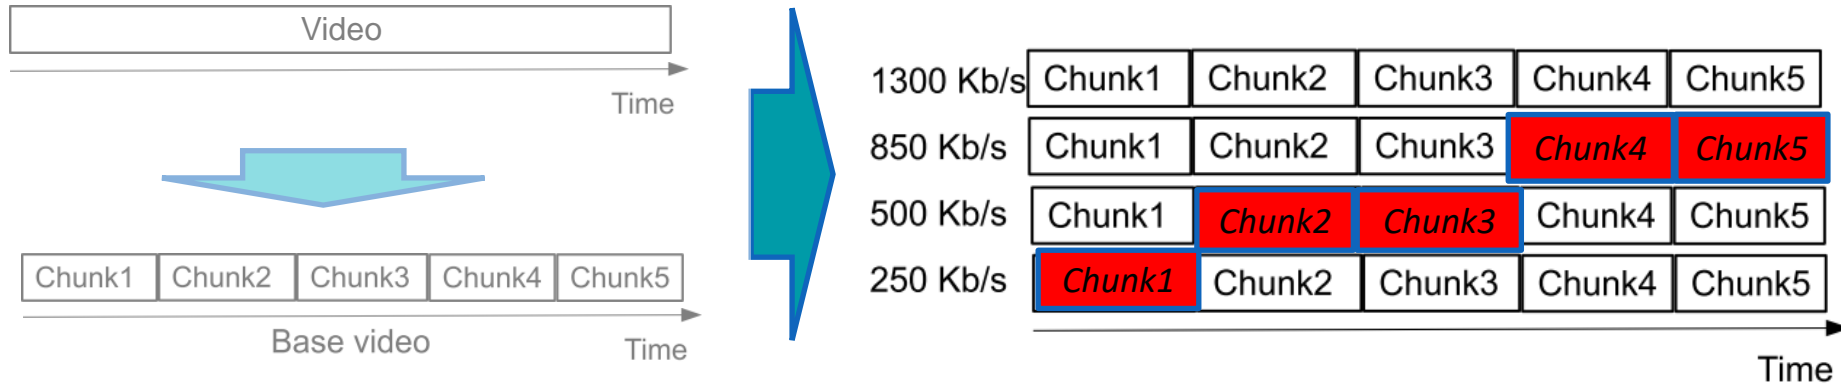 Video
Time
Chunk1 Chunk2 Chunk3 Chunk4 Chunk5
Base video
Time
1300 Kb/s Chunk1 Chunk2 Chunk3 Chunk4 Chunk5
850 Kb/s Chunk1 Chunk2 Chunk3 Chunk4 Chunk5
500 Kb/s Chunk1 Chunk2 Chunk3 Chunk4 Chunk5
250 Kb/s Chunk1 Chunk2 Chunk3 Chunk4 Chunk5
Time